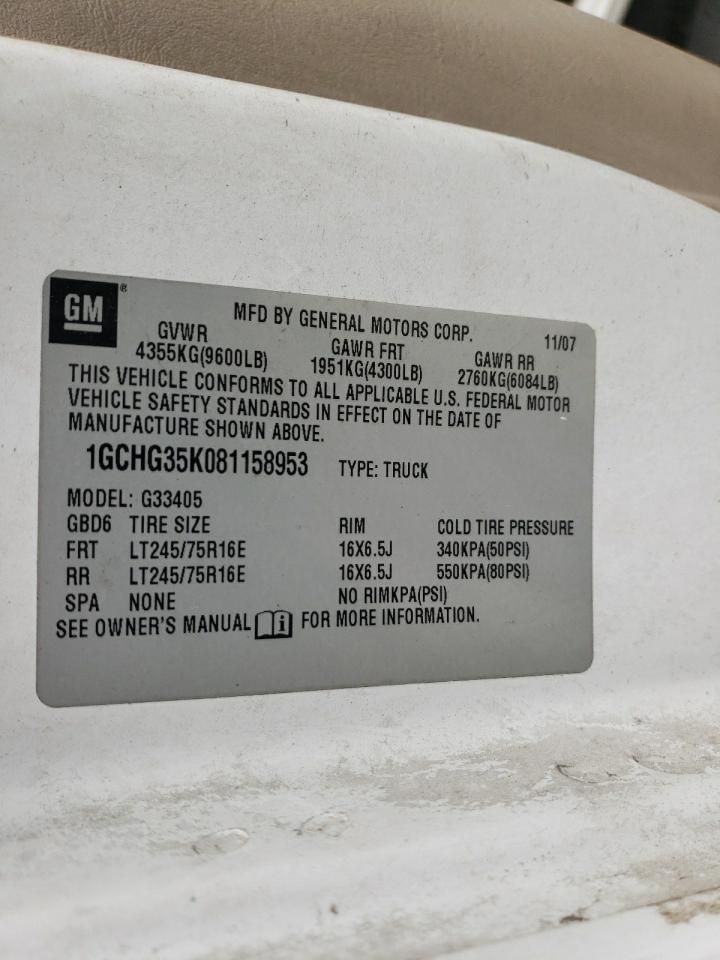 GM®
MFD BY GENERAL MOTORS CORP. 11/07
GVWR GAWR FRT GAWR RR
4355KG(9600LB) 1951KG(4300LB) 2760KG(6084LB)
THIS VEHICLE CONFORMS TO ALL APPLICABLE U.S. FEDERAL MOTOR
VEHICLE SAFETY STANDARDS IN EFFECT ON THE DATE OF
MANUFACTURE SHOWN ABOVE.
1GCHG35K081158953 TYPE: TRUCK
MODEL: G33405
GBD6 TIRE SIZE RIM COLD TIRE PRESSURE
FRT LT245/75R16E 16X6.5J 340KPA(50PSI)
RR LT245/75R16E 16X6.5J 550KPA(80PSI)
SPA NONE NO RIMKPA(PSI)
SEE OWNER'S MANUAL i FOR MORE INFORMATION.